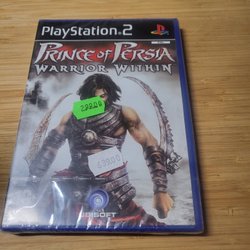 PlayStation 2
PRINCE OF PERSIA
WARRIOR WITHIN
UBISOFT